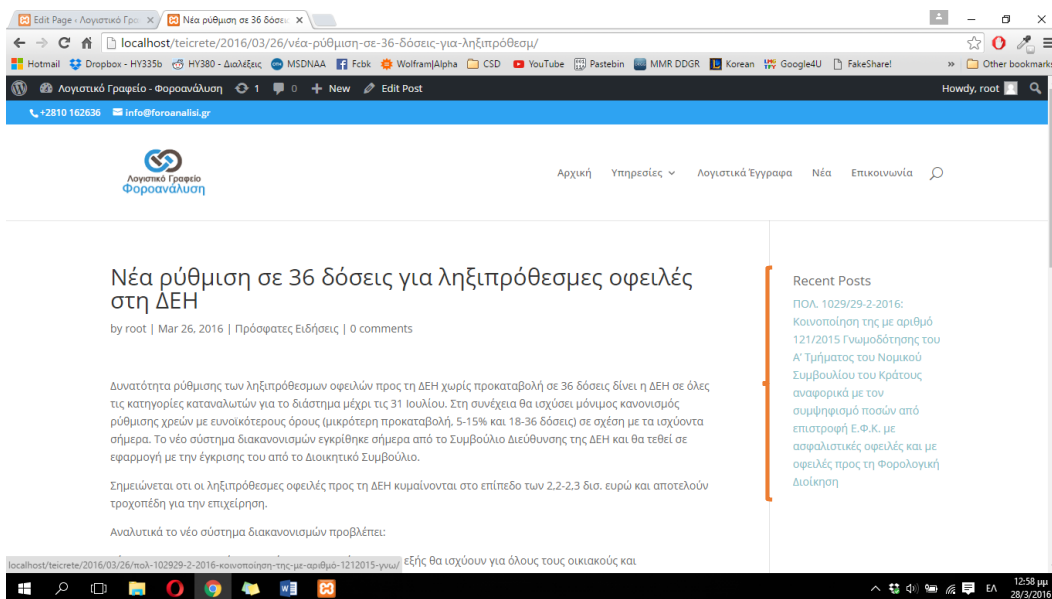 Edit Page ‹ Λογιστικό Γρα
Νέα ρύθμιση σε 36 δόσει
localhost/teicrete/2016/03/26/νέα-ρύθμιση-σε-36-δόσεις-για-ληξιπρόθεσμ/
Hotmail Dropbox - HY335b HY380 - Διαλέξεις MSDNAA Fcbk Wolfram|Alpha CSD YouTube Pastebin MMR DDGR Korean Google4U FakeShare! » Other bookmarks
Λογιστικό Γραφείο - Φοροανάλυση 1 0 + New Edit Post Howdy, root
+2810 162636 info@foroanalisi.gr
Λογιστικό Γραφείο
Φοροανάλυση
Αρχική Υπηρεσίες Λογιστικά Έγγραφα Νέα Επικοινωνία
Νέα ρύθμιση σε 36 δόσεις για ληξιπρόθεσμες οφειλές
στη ΔΕΗ
by root | Mar 26, 2016 | Πρόσφατες Ειδήσεις | 0 comments
Δυνατότητα ρύθμισης των ληξιπρόθεσμων οφειλών προς τη ΔΕΗ χωρίς προκαταβολή σε 36 δόσεις δίνει η ΔΕΗ σε όλες
τις κατηγορίες καταναλωτών για το διάστημα μέχρι τις 31 Ιουλίου. Στη συνέχεια θα ισχύσει μόνιμος κανονισμός
ρύθμισης χρεών με ευνοϊκότερους όρους (μικρότερη προκαταβολή, 5-15% και 18-36 δόσεις) σε σχέση με τα ισχύοντα
σήμερα. Το νέο σύστημα διακανονισμών εγκρίθηκε σήμερα από το Συμβούλιο Διεύθυνσης της ΔΕΗ και θα τεθεί σε
εφαρμογή με την έγκριση του από το Διοικητικό Συμβούλιο.
Σημειώνεται οτι οι ληξιπρόθεσμες οφειλές προς τη ΔΕΗ κυμαίνονται στο επίπεδο των 2,2-2,3 δισ. ευρώ και αποτελούν
τροχοπέδη για την επιχείρηση.
Αναλυτικά το νέο σύστημα διακανονισμών προβλέπει:
εξής θα ισχύουν για όλους τους οικιακούς και
Recent Posts
ΠΟΛ. 1029/29-2-2016:
Κοινοποίηση της με αριθμό
121/2015 Γνωμοδότησης του
Α' Τμήματος του Νομικού
Συμβουλίου του Κράτους
αναφορικά με τον
συμψηφισμό ποσών από
επιστροφή Ε.Φ.Κ. με
ασφαλιστικές οφειλές και με
οφειλές προς τη Φορολογική
Διοίκηση
localhost/teicrete/2016/03/26/πολ-102929-2-2016-κοινοποίηση-της-με-αριθμό-1212015-γνω/
ΕΛ 12:58 μμ
28/3/2016